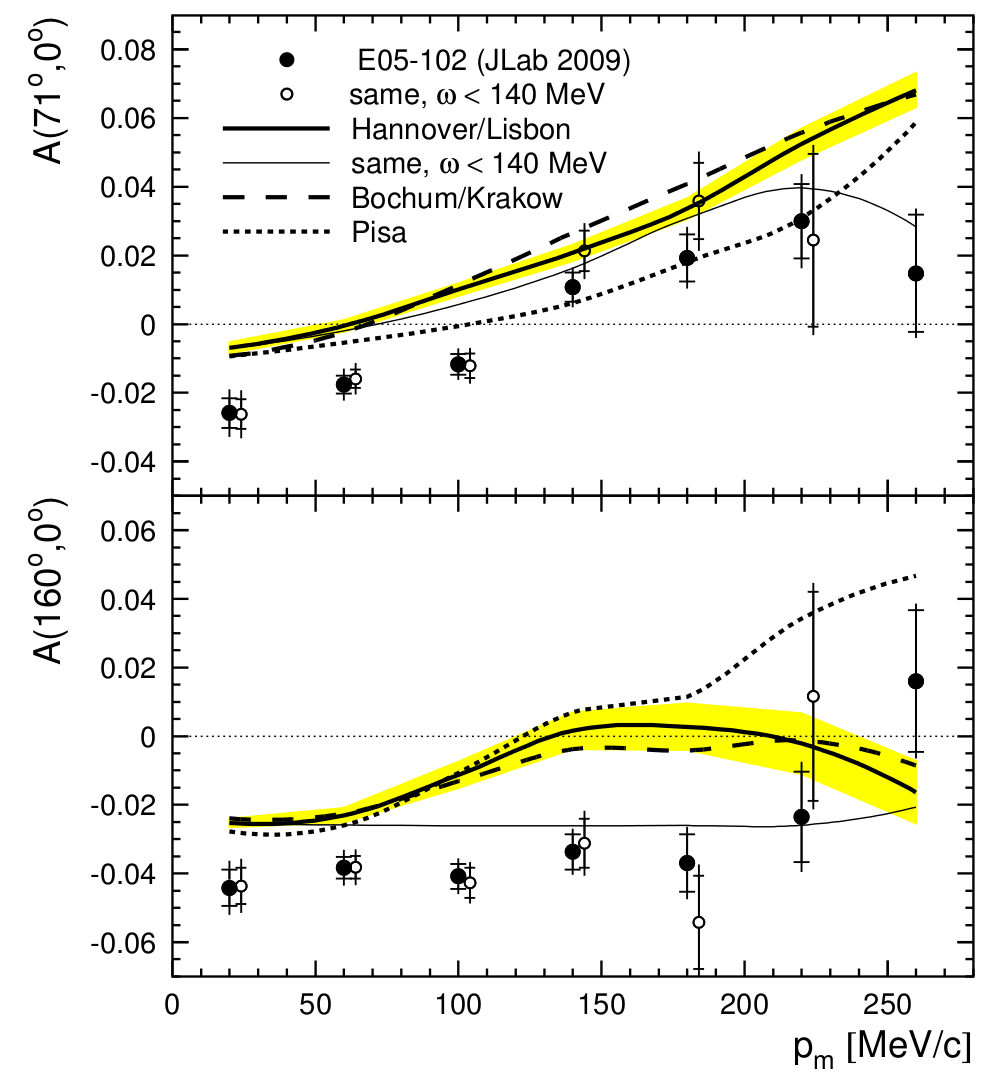 A(71°,0°)
0.08
0.06
0.04
0.02
0
-0.02
-0.04
E05-102 (JLab 2009)
same, ω < 140 MeV
Hannover/Lisbon
same, ω < 140 MeV
Bochum/Krakow
Pisa
A(160°,0°)
0.06
0.04
0.02
0
-0.02
-0.04
-0.06
0 50 100 150 200 250
pₘ [MeV/c]